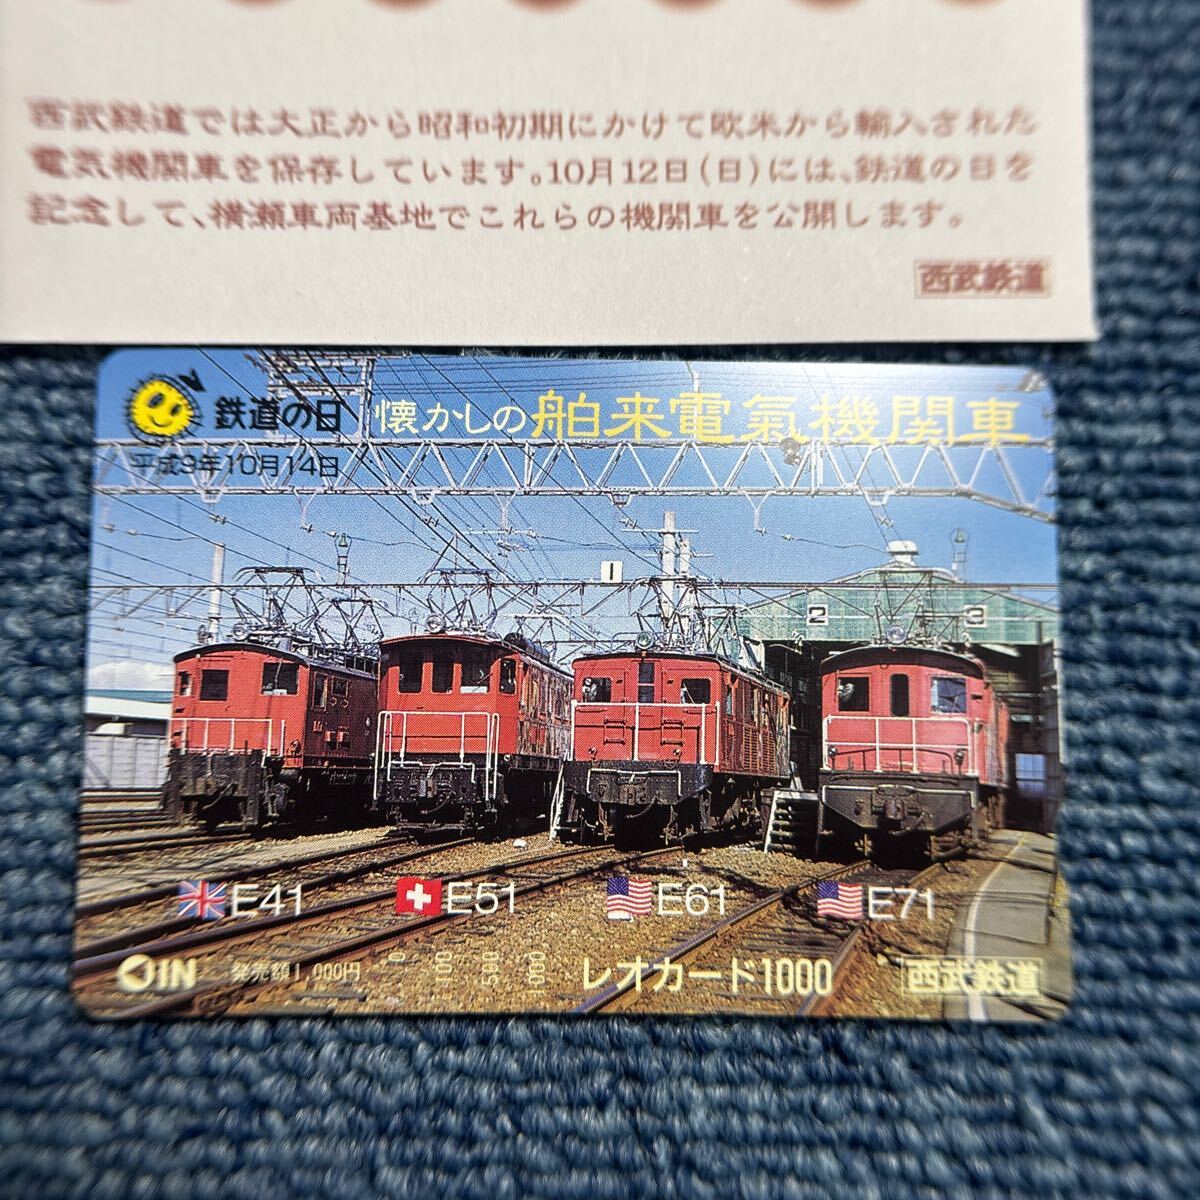 西武鉄道では大正から昭和初期にかけて欧米から輸入された
電気機関車を保存しています。10月12日(日)には、鉄道の日を
記念して、横瀬車両基地でこれらの機関車を公開します。
西武鉄道
鉄道の日 懐かしの舶来電氣機関車
平成9年10月14日
1
2 3
E41 E51 E61 E71
IN 発売額1,000円 0 100 500 1000 レオカード1000 西武鉄道